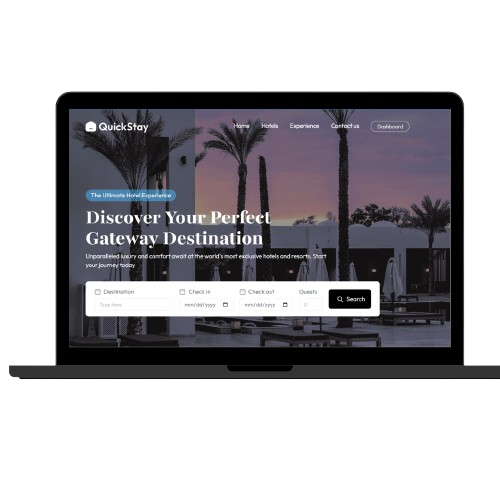 QuickStay
Home Hotels Experience Contact us Dashboard
The Ultimate Hotel Experience
Discover Your Perfect
Gateway Destination
Unparalleled luxury and comfort await at the world's most exclusive hotels and resorts. Start
your journey today.
Destination Check in Check out Guests
Type here mm/dd/yyyy mm/dd/yyyy 0
Search